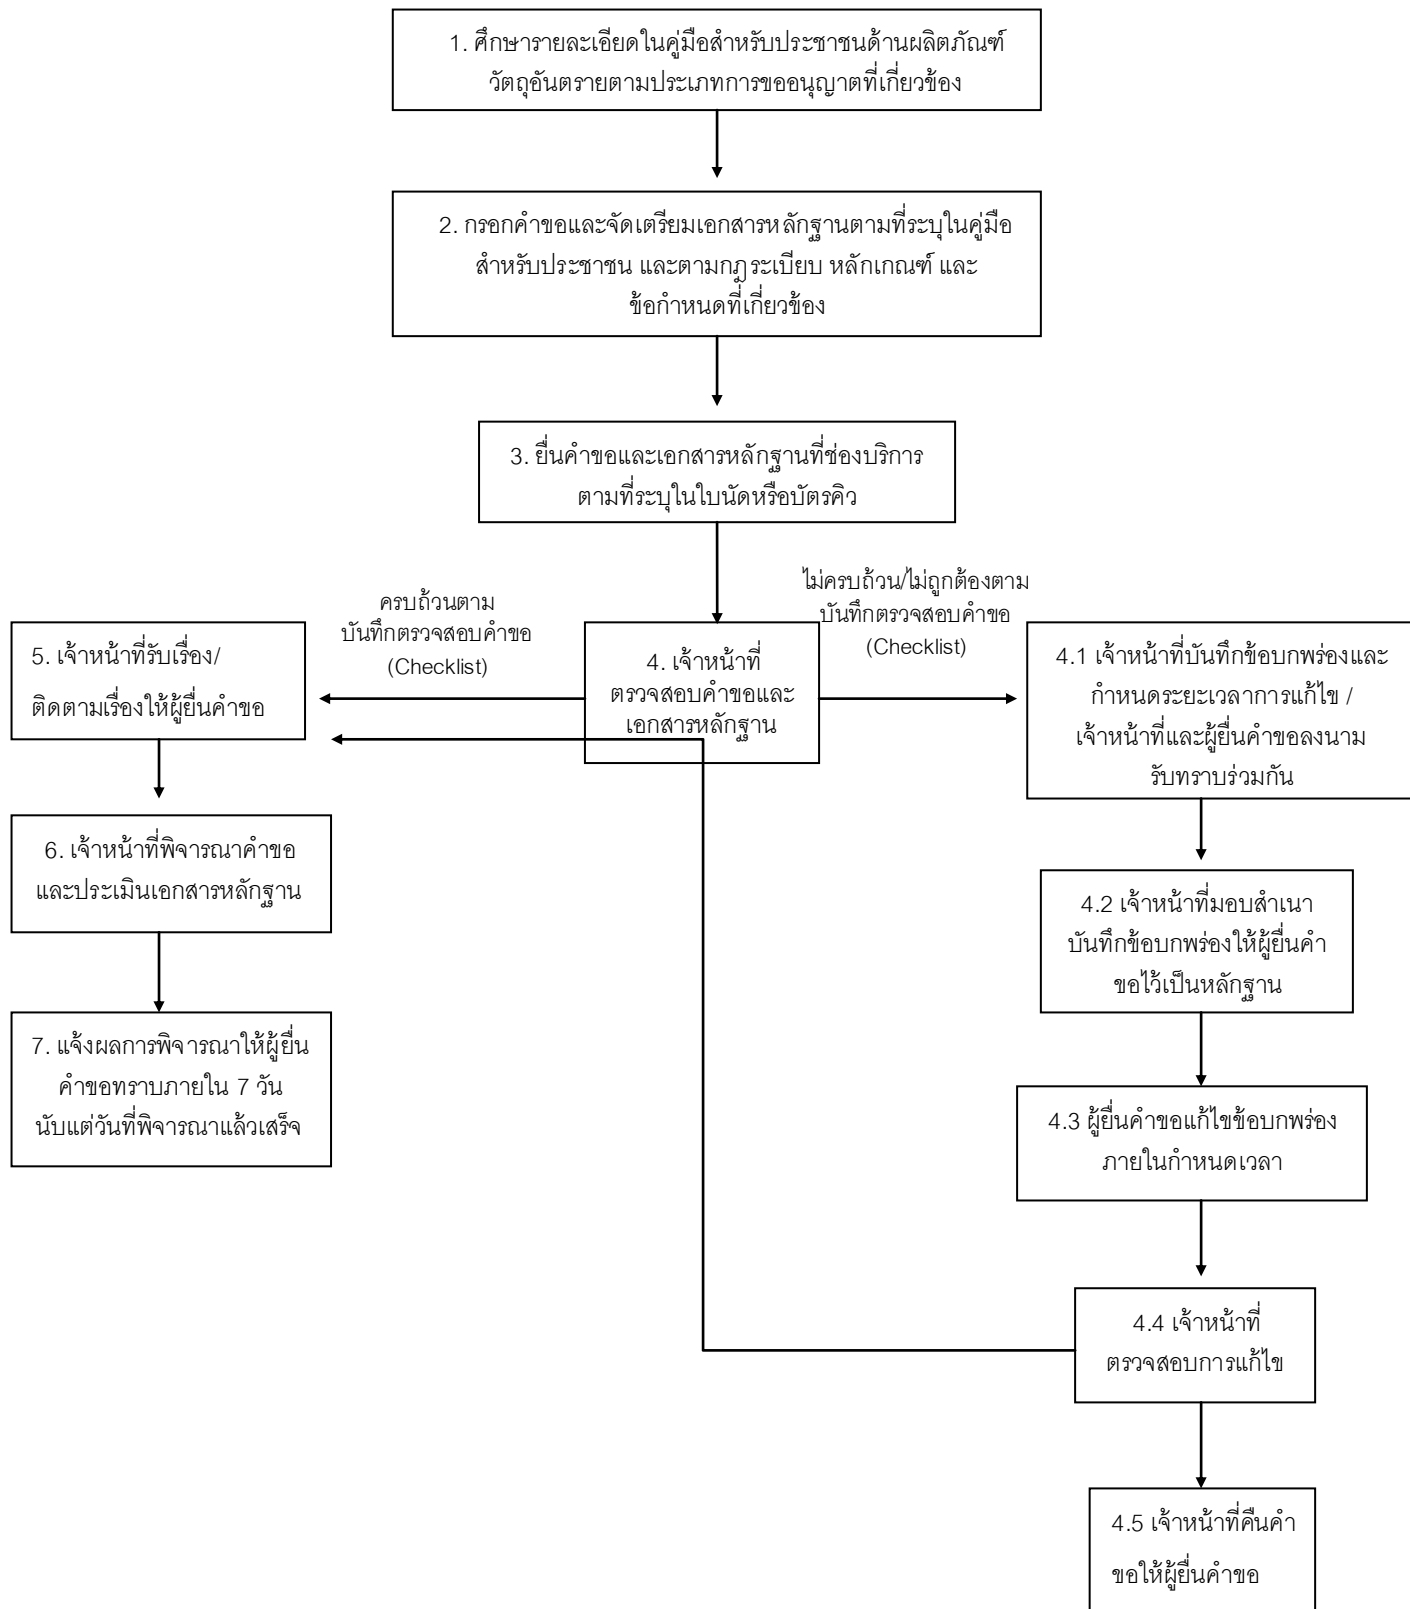 1. ศึกษารายละเอียดในคู่มือสำหรับประชาชนด้านผลิตภัณฑ์
วัตถุอันตรายตามประเภทการขออนุญาตที่เกี่ยวข้อง
2. กรอกคำขอและจัดเตรียมเอกสารหลักฐานตามที่ระบุในคู่มือ
สำหรับประชาชน และตามกฎระเบียบ หลักเกณฑ์ และ
ข้อกำหนดที่เกี่ยวข้อง
3. ยื่นคำขอและเอกสารหลักฐานที่ช่องบริการ
ตามที่ระบุในใบนัดหรือบัตรคิว
ครบถ้วนตาม
บันทึกตรวจสอบคำขอ
(Checklist)
ไม่ครบถ้วน/ไม่ถูกต้องตาม
บันทึกตรวจสอบคำขอ
(Checklist)
4. เจ้าหน้าที่
ตรวจสอบคำขอและ
เอกสารหลักฐาน
5. เจ้าหน้าที่รับเรื่อง/
ติดตามเรื่องให้ผู้ยื่นคำขอ
6. เจ้าหน้าที่พิจารณาคำขอ
และประเมินเอกสารหลักฐาน
7. แจ้งผลการพิจารณาให้ผู้ยื่น
คำขอทราบภายใน 7 วัน
นับแต่วันที่พิจารณาแล้วเสร็จ
4.1 เจ้าหน้าที่บันทึกข้อบกพร่องและ
กำหนดระยะเวลาการแก้ไข /
เจ้าหน้าที่และผู้ยื่นคำขอลงนาม
รับทราบร่วมกัน
4.2 เจ้าหน้าที่มอบสำเนา
บันทึกข้อบกพร่องให้ผู้ยื่นคำ
ขอไว้เป็นหลักฐาน
4.3 ผู้ยื่นคำขอแก้ไขข้อบกพร่อง
ภายในกำหนดเวลา
4.4 เจ้าหน้าที่
ตรวจสอบการแก้ไข
4.5 เจ้าหน้าที่คืนคำ
ขอให้ผู้ยื่นคำขอ